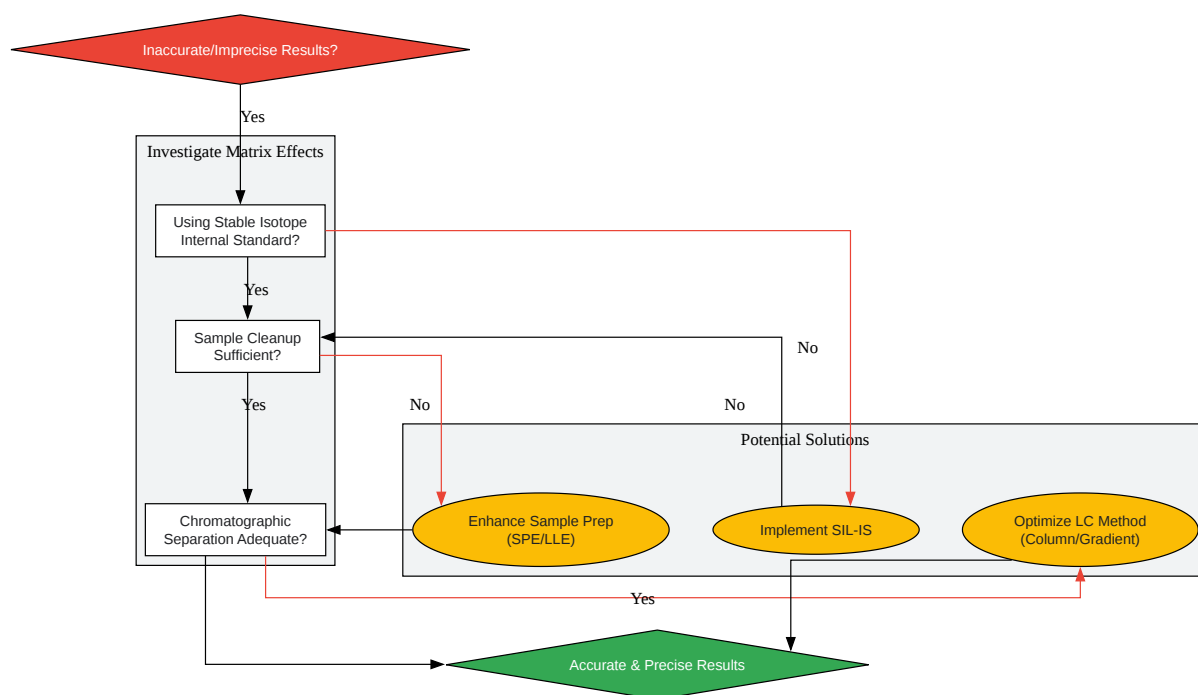 Inaccurate/Imprecise Results?
Yes
Investigate Matrix Effects
Using Stable Isotope
Internal Standard?
Yes
Sample Cleanup
Sufficient?
No
Yes
No
No
Potential Solutions
Chromatographic
Separation Adequate?
Enhance Sample Prep
(SPE/LLE)
Implement SIL-IS
Optimize LC Method
(Column/Gradient)
Yes
Accurate & Precise Results